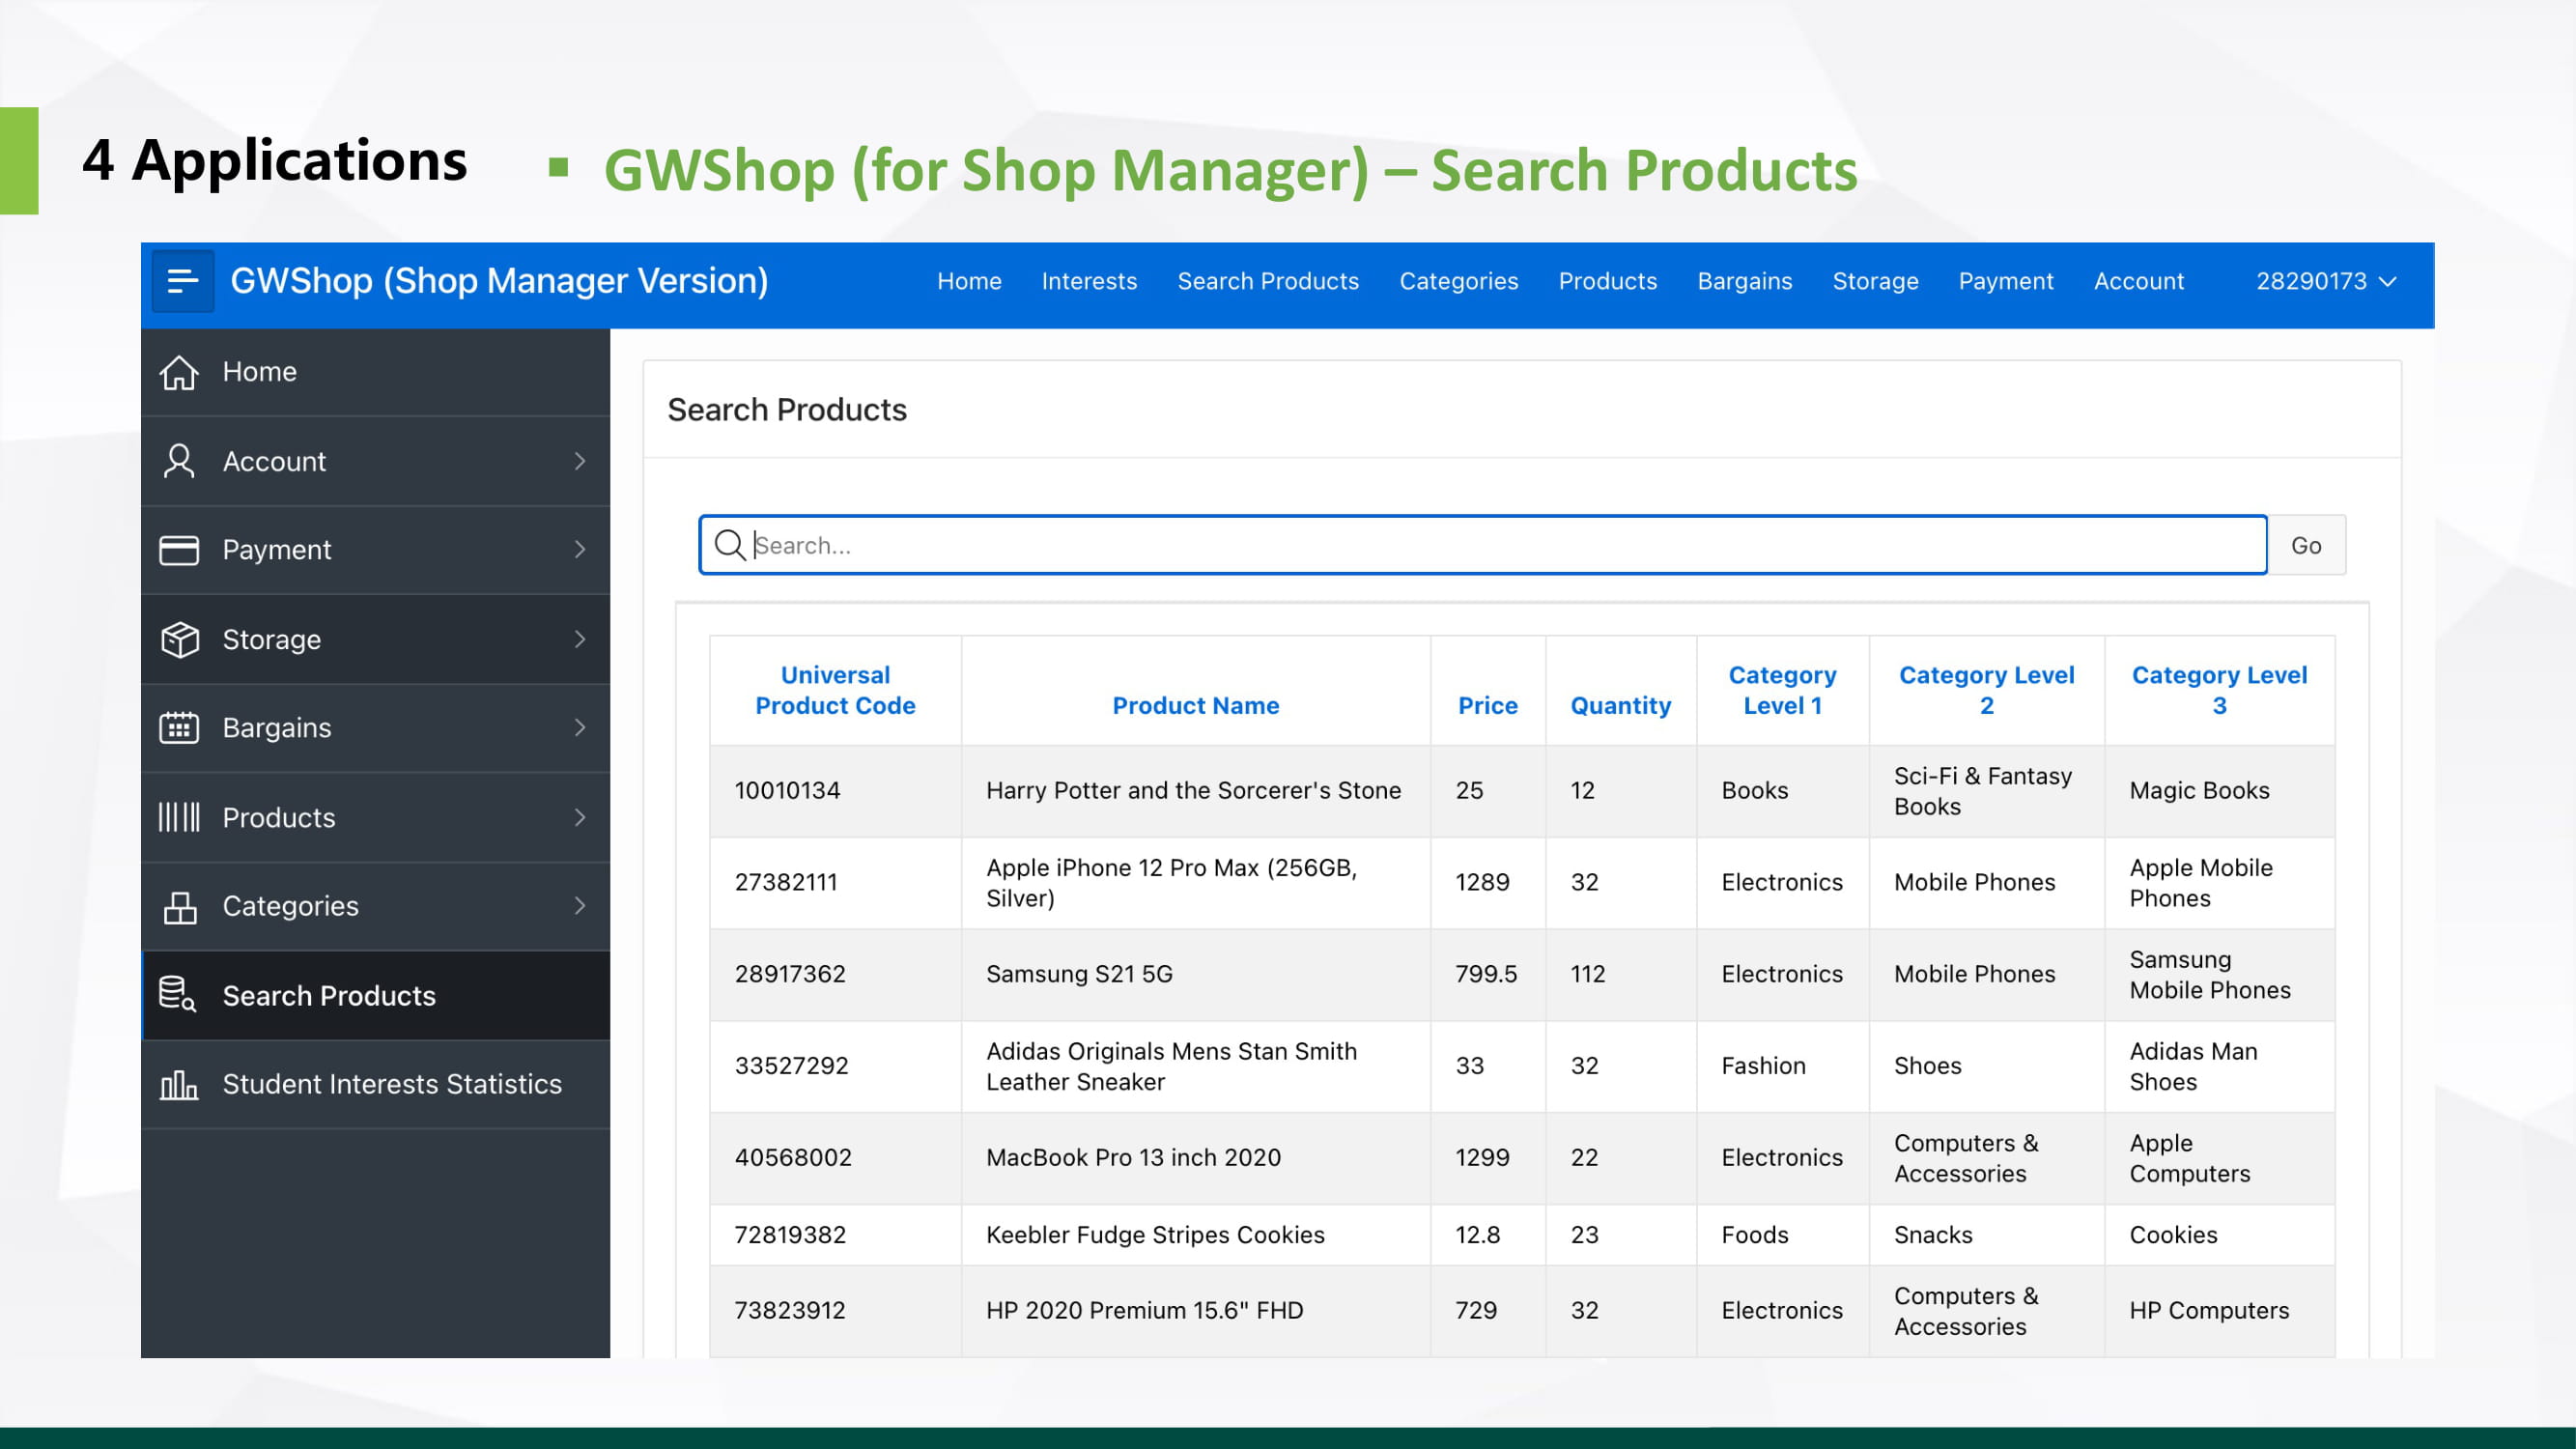 4 Applications
▪ GWShop (for Shop Manager) – Search Products
GWShop (Shop Manager Version)
Home Interests Search Products Categories Products Bargains Storage Payment Account 28290173
Home
Account
Payment
Storage
Bargains
Products
Categories
Search Products
Student Interests Statistics
Search Products
Search...
Go
Universal
Product Code
Product Name
Price
Quantity
Category
Level 1
Category Level
2
Category Level
3
10010134
Harry Potter and the Sorcerer's Stone
25
12
Books
Sci-Fi & Fantasy
Books
Magic Books
27382111
Apple iPhone 12 Pro Max (256GB,
Silver)
1289
32
Electronics
Mobile Phones
Apple Mobile
Phones
28917362
Samsung S21 5G
799.5
112
Electronics
Mobile Phones
Samsung
Mobile Phones
33527292
Adidas Originals Mens Stan Smith
Leather Sneaker
33
32
Fashion
Shoes
Adidas Man
Shoes
40568002
MacBook Pro 13 inch 2020
1299
22
Electronics
Computers &
Accessories
Apple
Computers
72819382
Keebler Fudge Stripes Cookies
12.8
23
Foods
Snacks
Cookies
73823912
HP 2020 Premium 15.6" FHD
729
32
Electronics
Computers &
Accessories
HP Computers